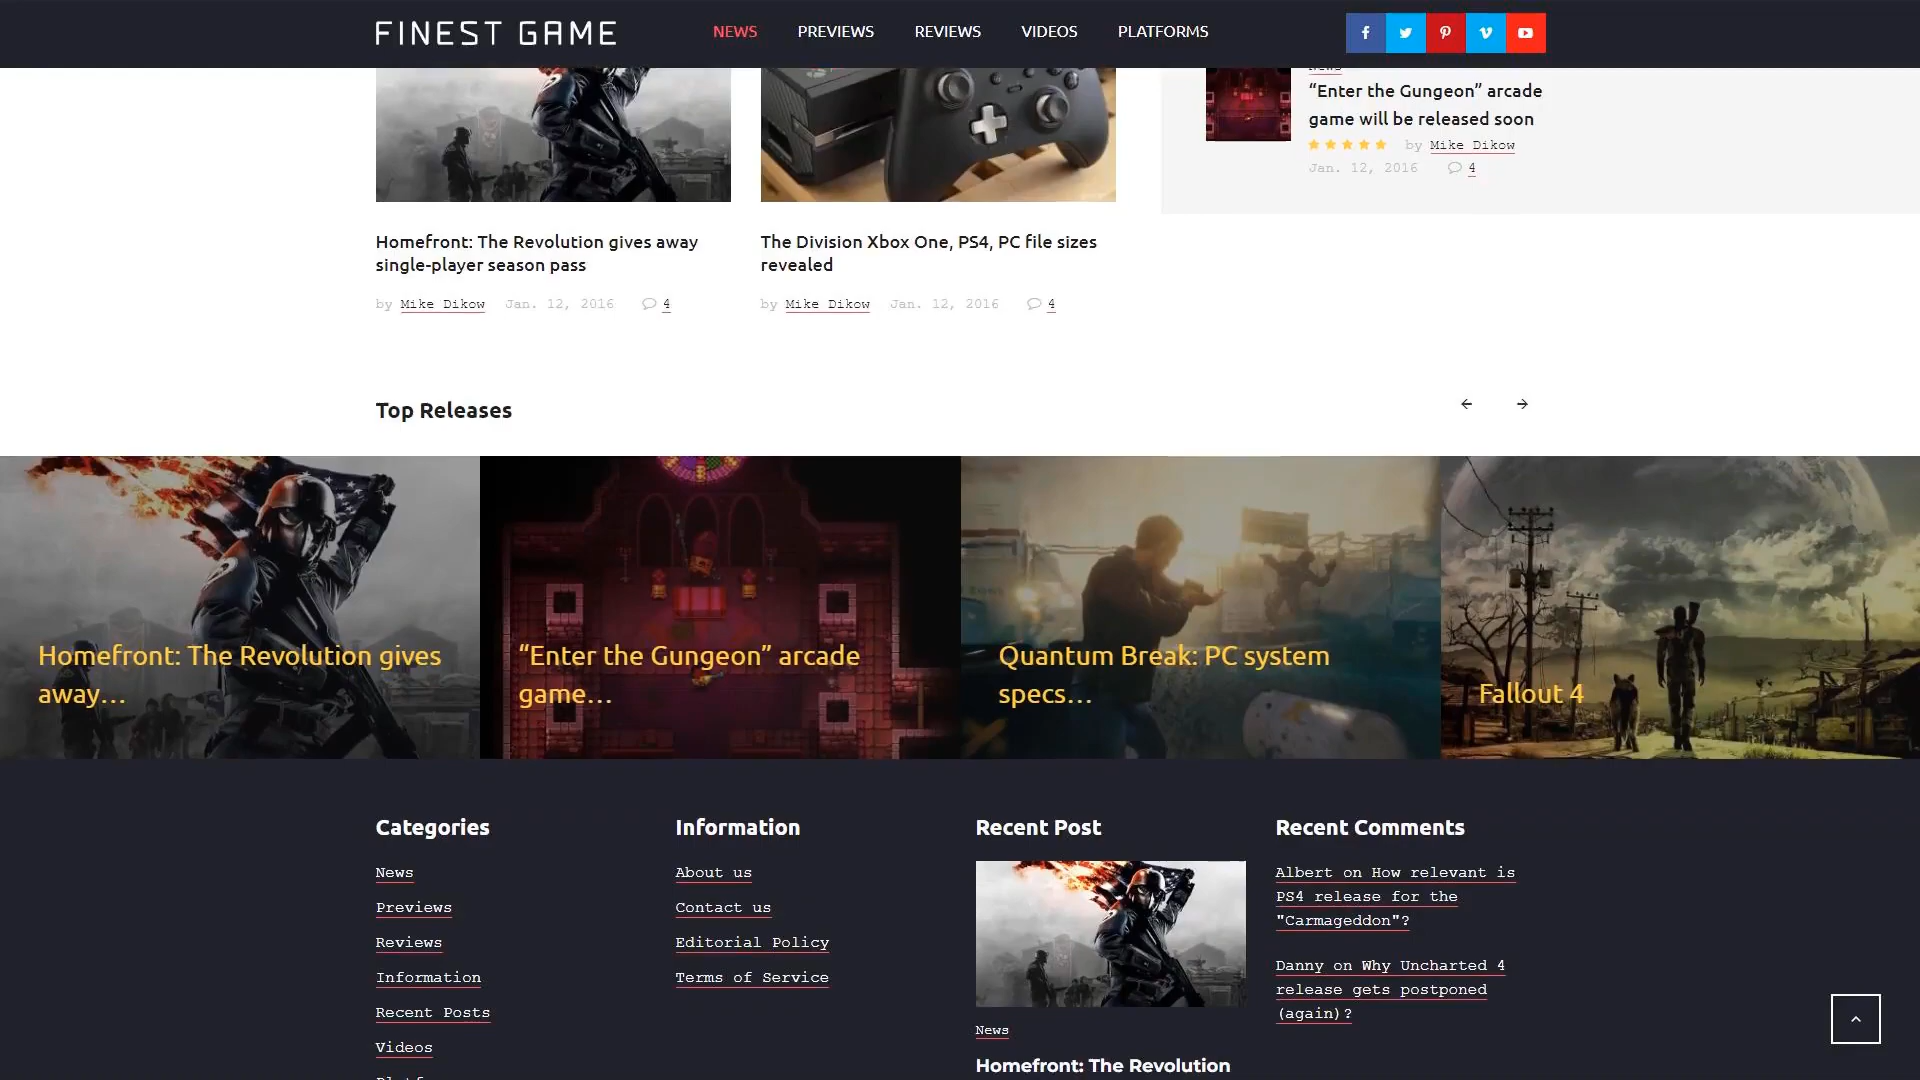 FINEST GAME
NEWS
PREVIEWS
REVIEWS
VIDEOS
PLATFORMS
News
“Enter the Gungeon” arcade
game will be released soon
by Mike Dikow
Jan. 12, 2016 4
Homefront: The Revolution gives away
single-player season pass
by Mike Dikow Jan. 12, 2016 4
The Division Xbox One, PS4, PC file sizes
revealed
by Mike Dikow Jan. 12, 2016 4
Top Releases
Homefront: The Revolution gives
away...
“Enter the Gungeon” arcade
game...
Quantum Break: PC system
specs...
Fallout 4
Categories
News
Previews
Reviews
Information
Recent Posts
Videos
Information
About us
Contact us
Editorial Policy
Terms of Service
Recent Post
News
Homefront: The Revolution
Recent Comments
Albert on How relevant is
PS4 release for the
"Carmageddon"?
Danny on Why Uncharted 4
release gets postponed
(again)?